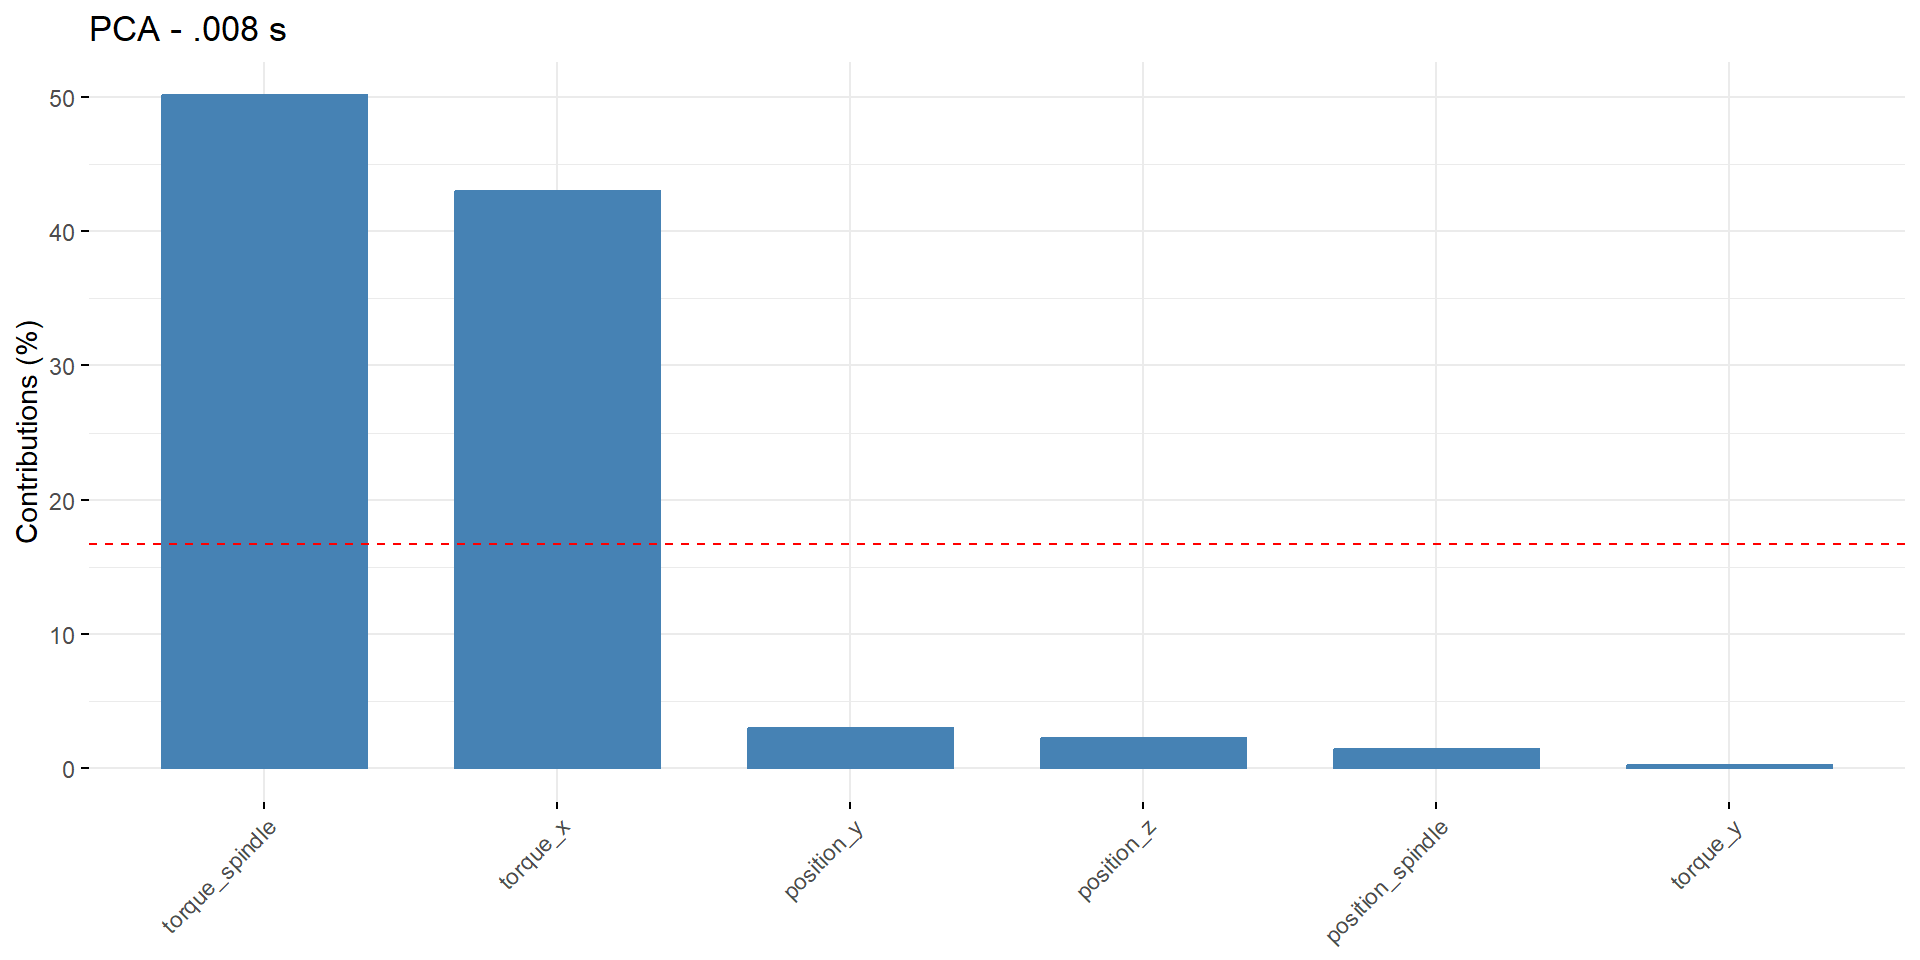 PCA - .008 s
Contributions (%)
50
40
30
20
10
0
torque_spindle
torque_x
position_y
position_z
position_spindle
torque_y